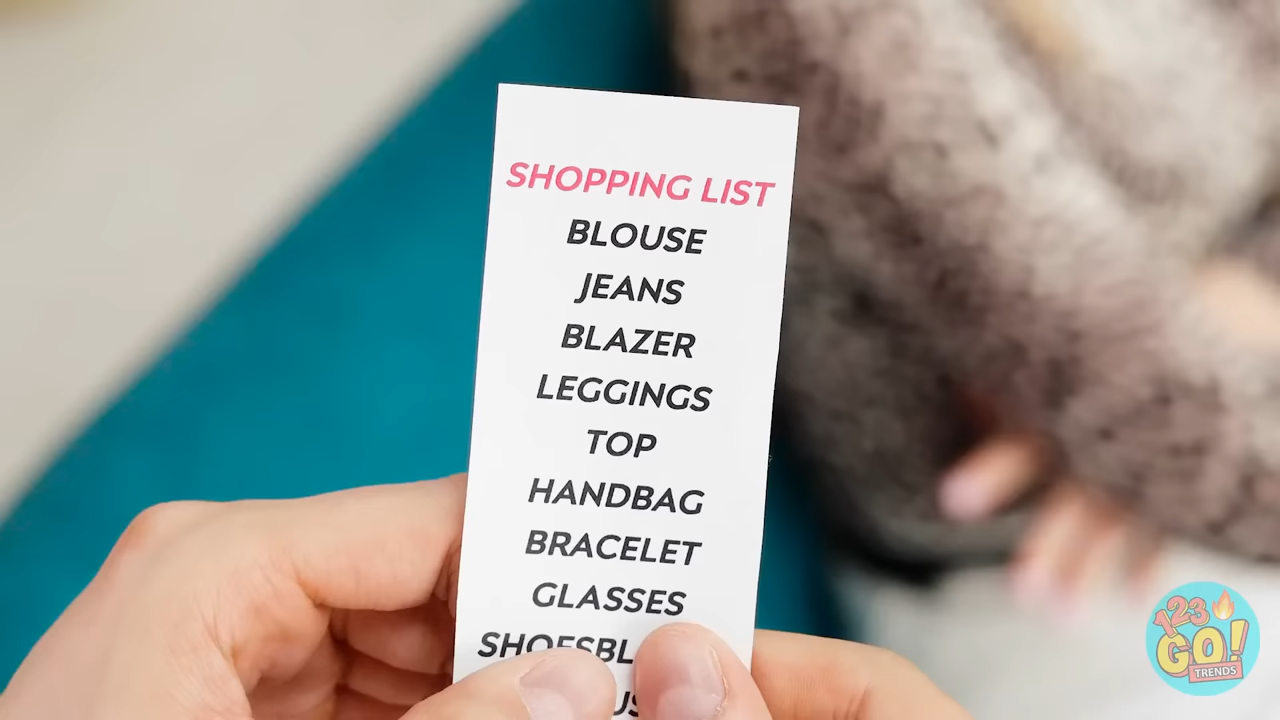 SHOPPING LIST
BLOUSE
JEANS
BLAZER
LEGGINGS
TOP
HANDBAG
BRACELET
GLASSES
123
GO!
TRENDS